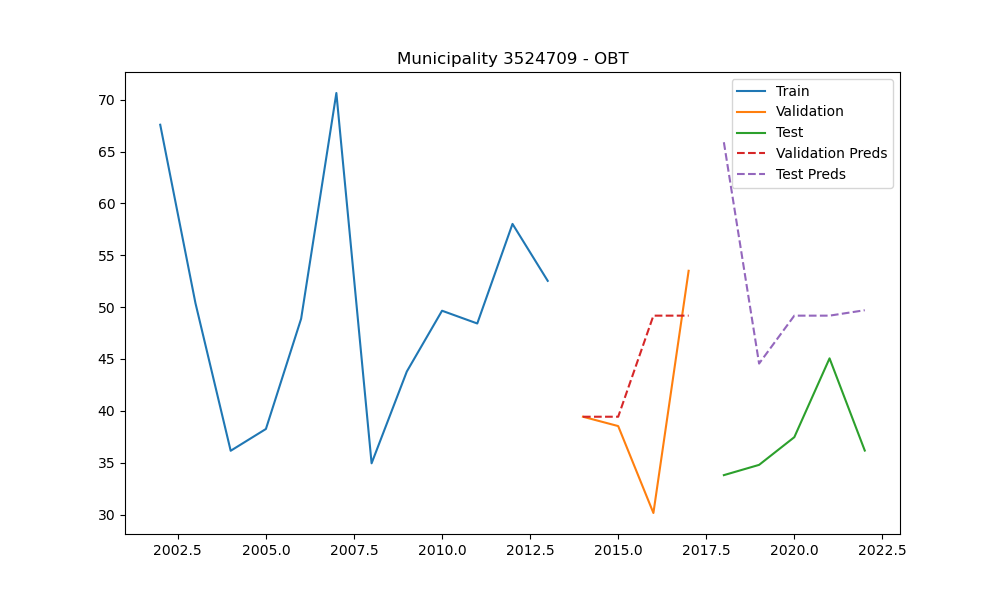 Municipality 3524709 - OBT
Train
Validation
Test
Validation Preds
Test Preds
70
65
60
55
50
45
40
35
30
2002.5 2005.0 2007.5 2010.0 2012.5 2015.0 2017.5 2020.0 2022.5